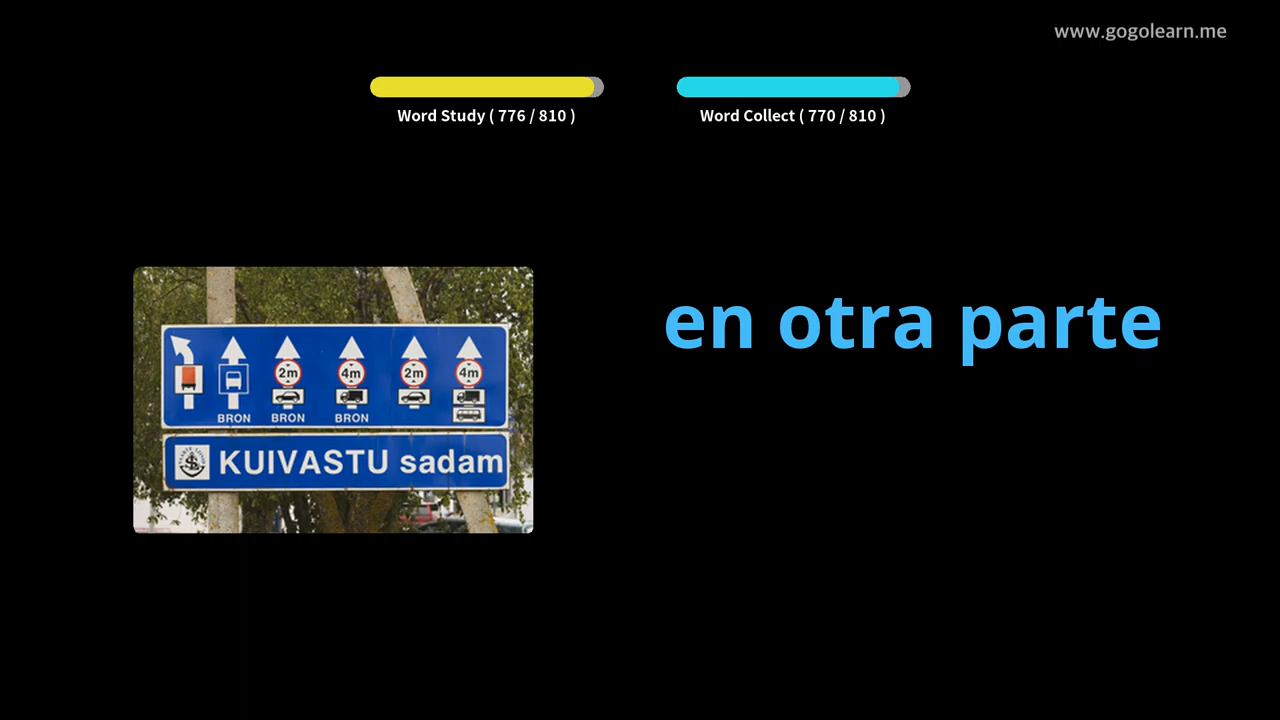 www.gogolearn.me
Word Study ( 776 / 810 )
Word Collect ( 770 / 810 )
en otra parte
2m 4m 2m 4m
BRON BRON BRON
KUIVASTU sadam